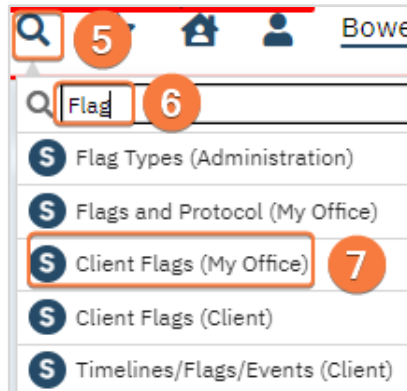 5
Bowe
Flag
6
S Flag Types (Administration)
S Flags and Protocol (My Office)
S Client Flags (My Office)
7
S Client Flags (Client)
S Timelines/Flags/Events (Client)